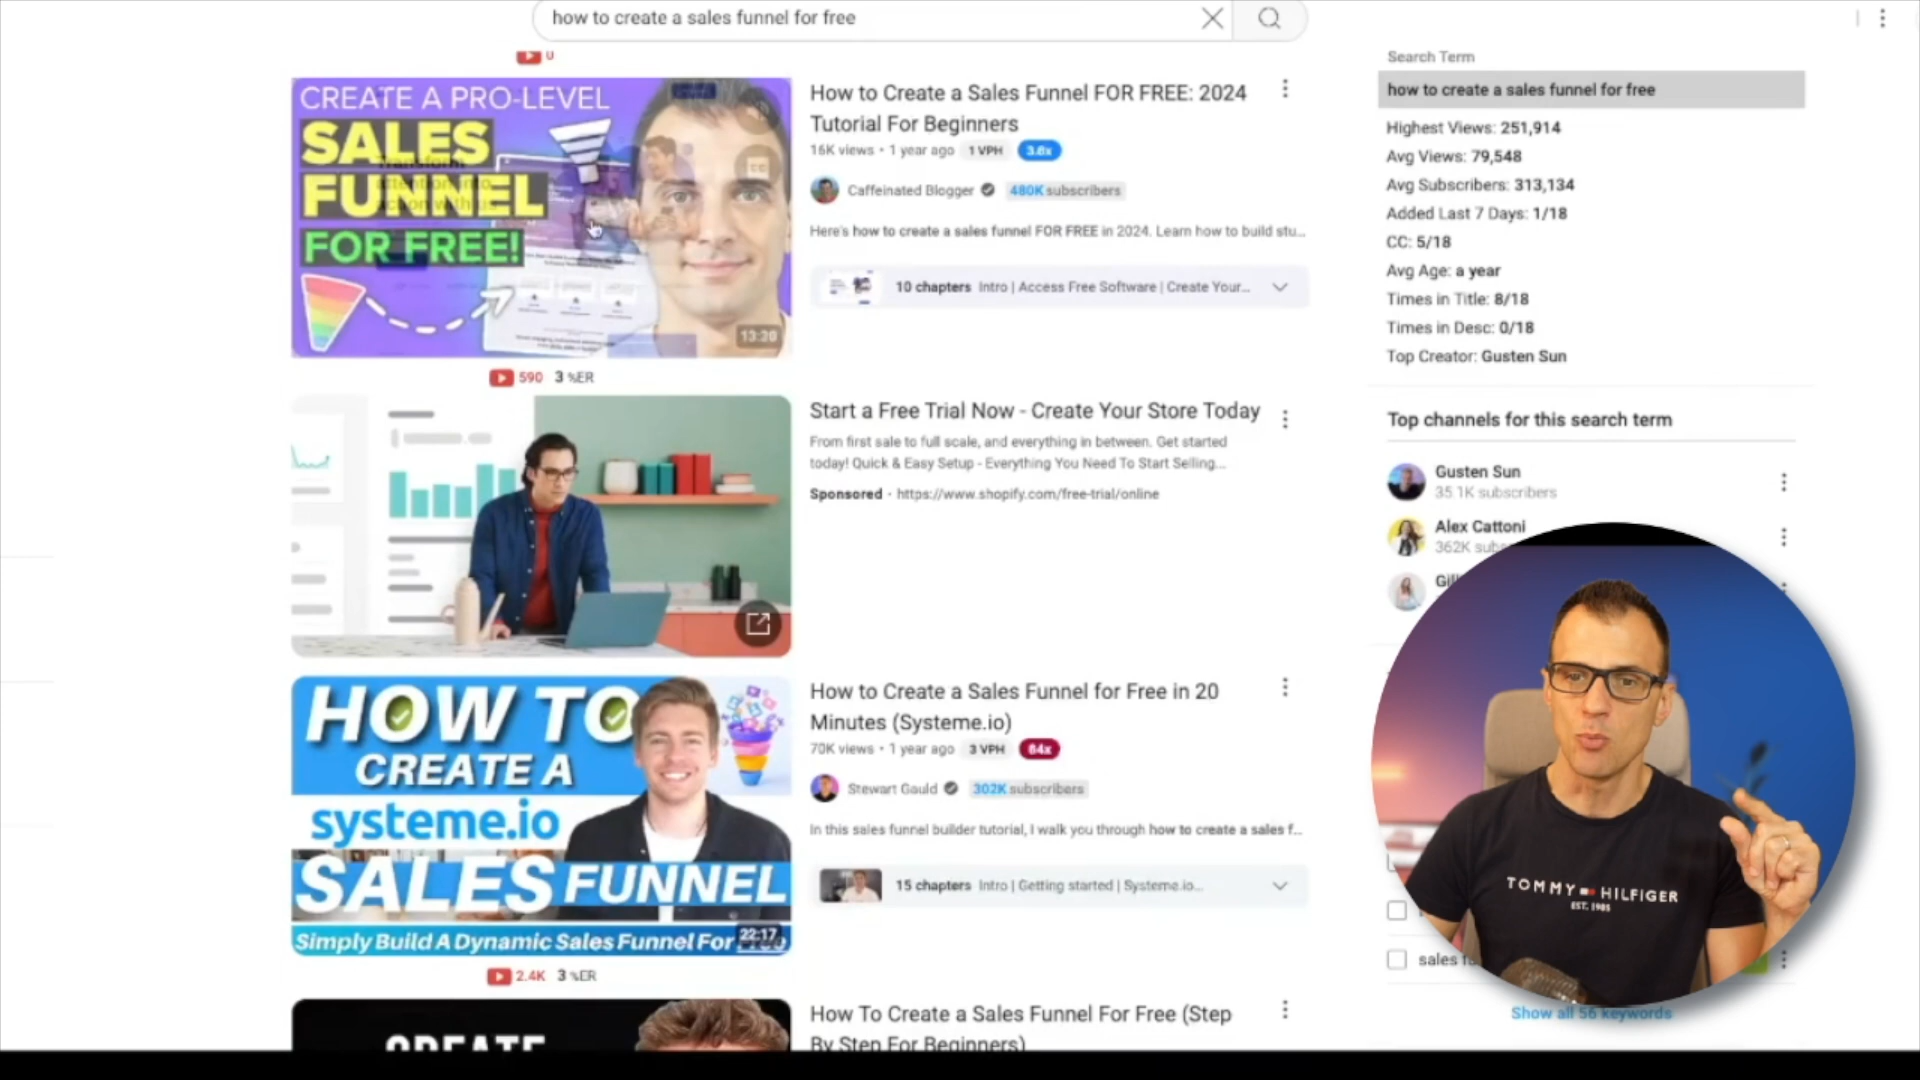 how to create a sales funnel for free
0
CREATE A PRO-LEVEL
SALES
FUNNEL
FOR FREE!
13:20
590 3 %ER
How to Create a Sales Funnel FOR FREE: 2024
Tutorial For Beginners
16K views • 1 year ago 1 VPH 3.6x
Caffeinated Blogger 480K subscribers
Here's how to create a sales funnel FOR FREE in 2024. Learn how to build stu...
10 chapters Intro | Access Free Software | Create Your...
Start a Free Trial Now - Create Your Store Today
From first sale to full scale, and everything in between. Get started
today! Quick & Easy Setup - Everything You Need To Start Selling...
Sponsored · https://www.shopify.com/free-trial/online
HOW TO
CREATE A
systeme.io
SALES FUNNEL
Simply Build A Dynamic Sales Funnel For
22:17
2.4K 3 %ER
How to Create a Sales Funnel for Free in 20
Minutes (Systeme.io)
70K views • 1 year ago 3 VPH 64x
Stewart Gauld 302K subscribers
In this sales funnel builder tutorial, I walk you through how to create a sales f...
15 chapters Intro | Getting started | Systeme.io...
CREATE
How To Create a Sales Funnel For Free (Step
By Step For Beginners)
Search Term
how to create a sales funnel for free
Highest Views: 251,914
Avg Views: 79,548
Avg Subscribers: 313,134
Added Last 7 Days: 1/18
CC: 5/18
Avg Age: a year
Times in Title: 8/18
Times in Desc: 0/18
Top Creator: Gusten Sun
Top channels for this search term
Gusten Sun
35.1K subscribers
Alex Cattoni
362K
TOMMY HILFIGER
EST. 1985
sales
Show all 56 keywords